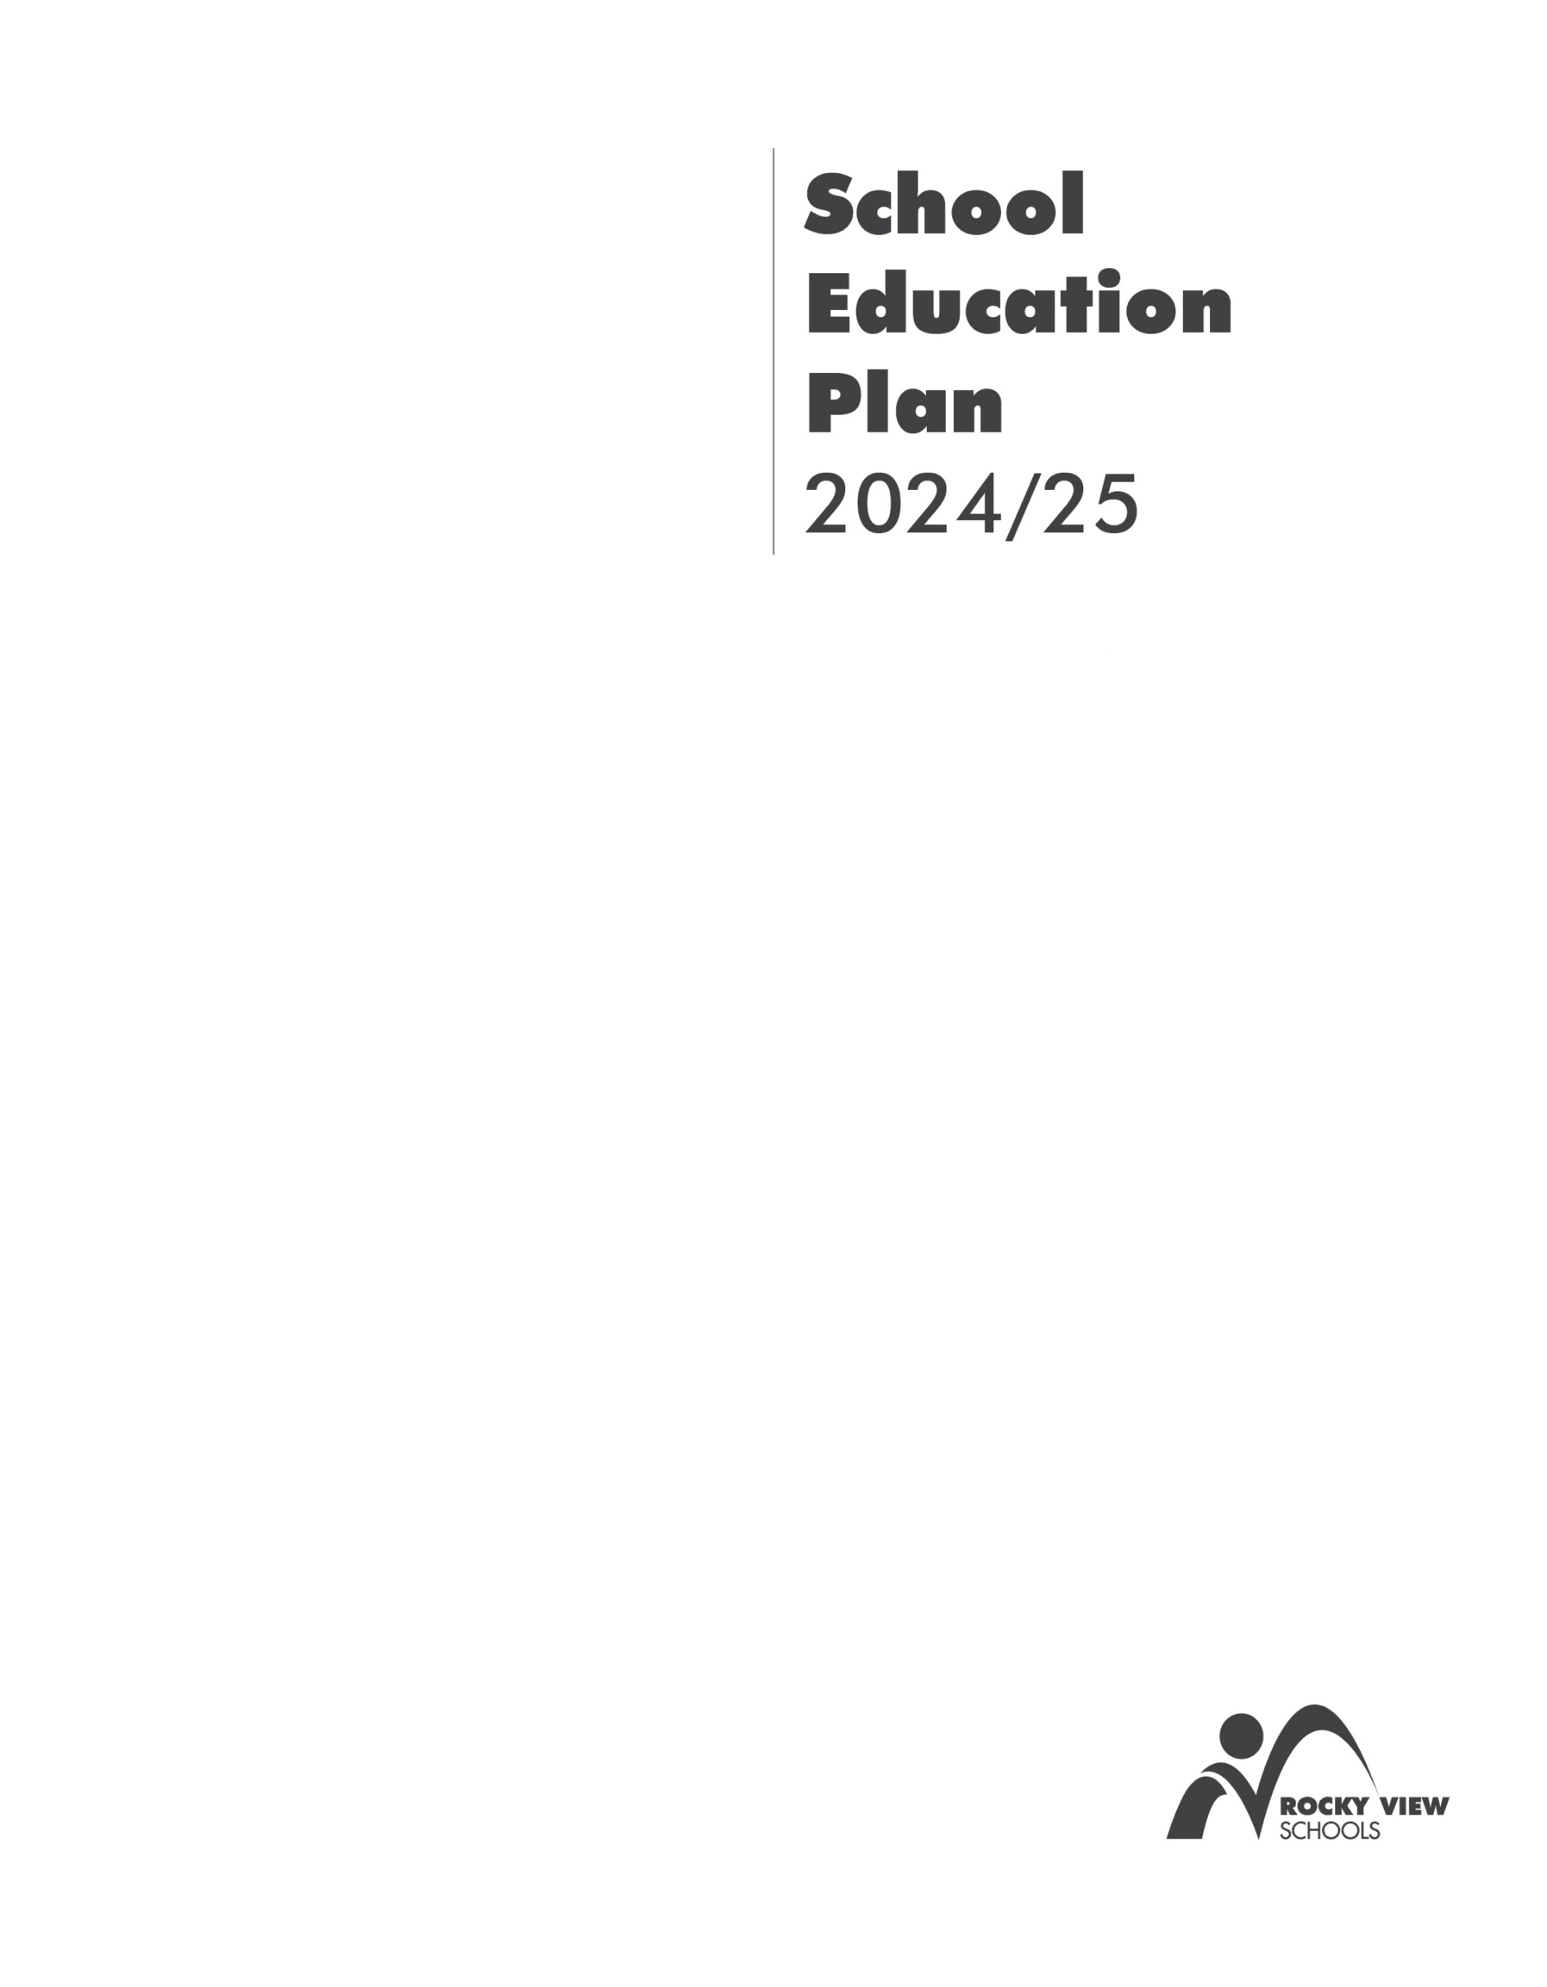 School
Education
Plan
2024/25
ROCKY VIEW
SCHOOLS